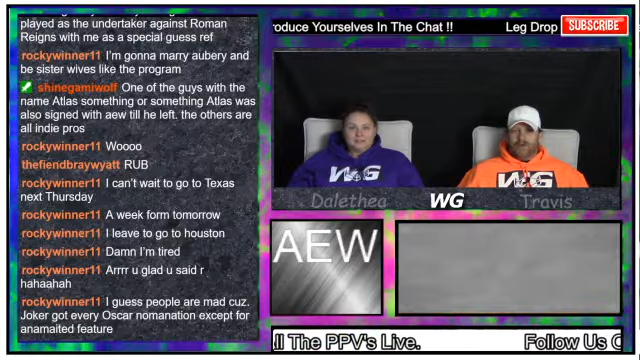 played as the undertaker against Roman
Reigns with me as a special guess ref
rockywinner11 I'm gonna marry aubery and
be sister wives like the program
shinegamiwolf One of the guys with the
name Atlas something or something Atlas was
also signed with aew till he left. the others are
all indie pros
rockywinner11 Woooo
thefiendbraywyatt RUB
rockywinner11 I can't wait to go to Texas
next Thursday
rockywinner11 A week form tomorrow
rockywinner11 I leave to go to houston
rockywinner11 Damn I'm tired
rockywinner11 Arrrr u glad u said r
hahaahah
rockywinner11 I guess people are mad cuz.
Joker got every Oscar nomanation except for
anamaited feature
roduce Yourselves In The Chat !!
Leg Drop
SUBSCRIBE
WG
WG
Dalethea
WG
Travis
AEW
ll The PPV's Live.
Follow Us